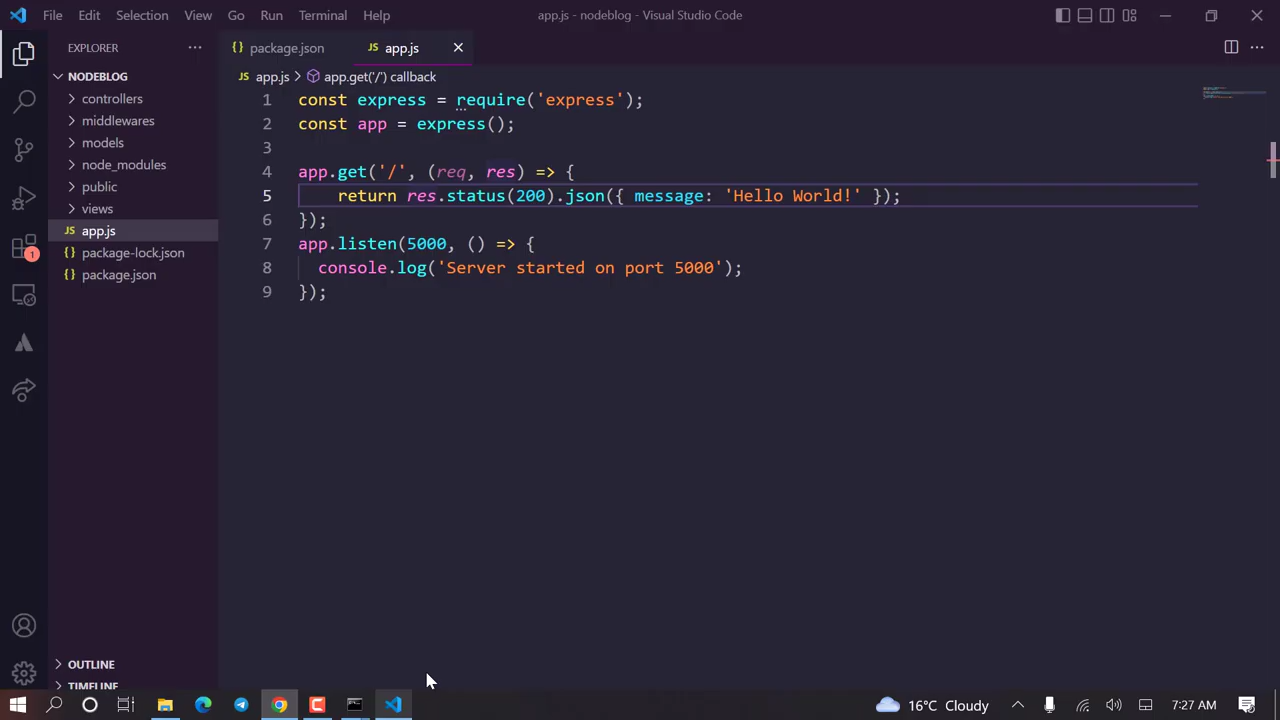 File Edit Selection View Go Run Terminal Help app.js - nodeblog - Visual Studio Code
EXPLORER
{} package.json
JS app.js
NODEBLOG
JS app.js > app.get('/') callback
controllers
middlewares
models
node_modules
public
views
JS app.js
{} package-lock.json
{} package.json
1 const express = require('express');
2 const app = express();
3
4 app.get('/', (req, res) => {
5 return res.status(200).json({ message: 'Hello World!' });
6 });
7 app.listen(5000, () => {
8 console.log('Server started on port 5000');
9 });
1
OUTLINE
TIMELINE
16°C Cloudy
7:27 AM